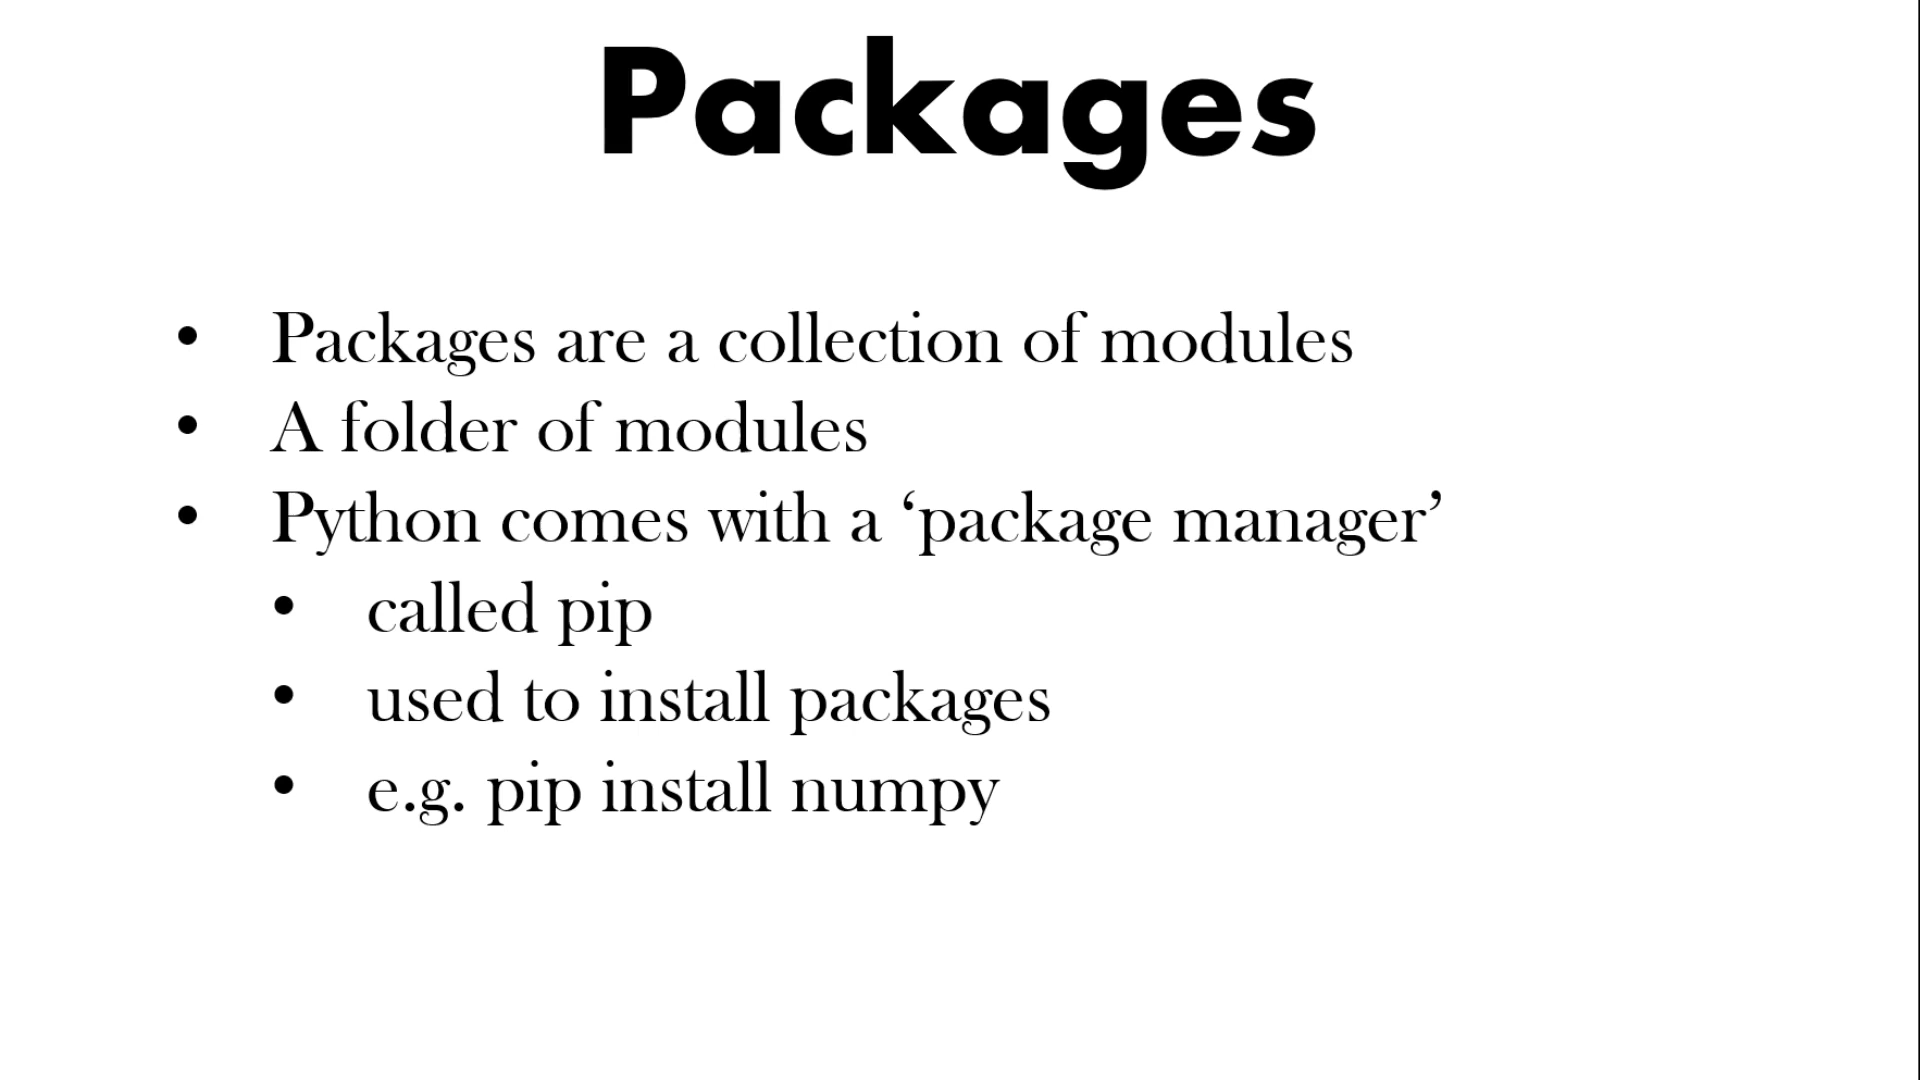 Packages
• Packages are a collection of modules
• A folder of modules
• Python comes with a ‘package manager’
• called pip
• used to install packages
• e.g. pip install numpy